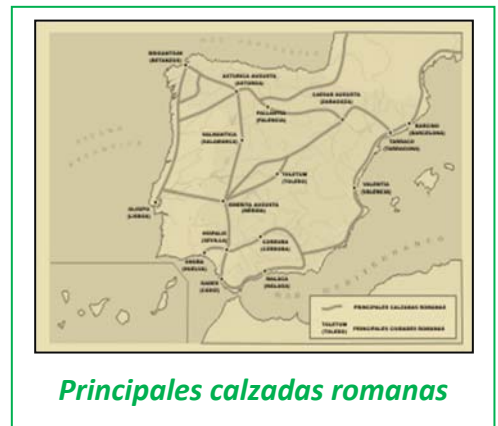 BRIGANTIUM
(BETANZOS)
ASTURICA AUGUSTA
(ASTORGA)
CAESAR AUGUSTA
(ZARAGOZA)
PALLANTIA
(PALENCIA)
BARCINO
(BARCELONA)
TARRACO
(TARRAGONA)
SALMANTICA
(SALAMANCA)
TOLETUM
(TOLEDO)
VALENTIA
(VALENCIA)
OLISIPO
(LISBOA)
EMERITA AUGUSTA
(MÉRIDA)
HISPALIS
(SEVILLA)
CORDUBA
(CÓRDOBA)
ONUBA
(HUELVA)
GADES
(CÁDIZ)
MALACA
(MÁLAGA)
MAR MEDITERRANEO
PRINCIPALES CALZADAS ROMANAS
TOLETUM
(TOLEDO)
PRINCIPALES CIUDADES ROMANAS
Principales calzadas romanas